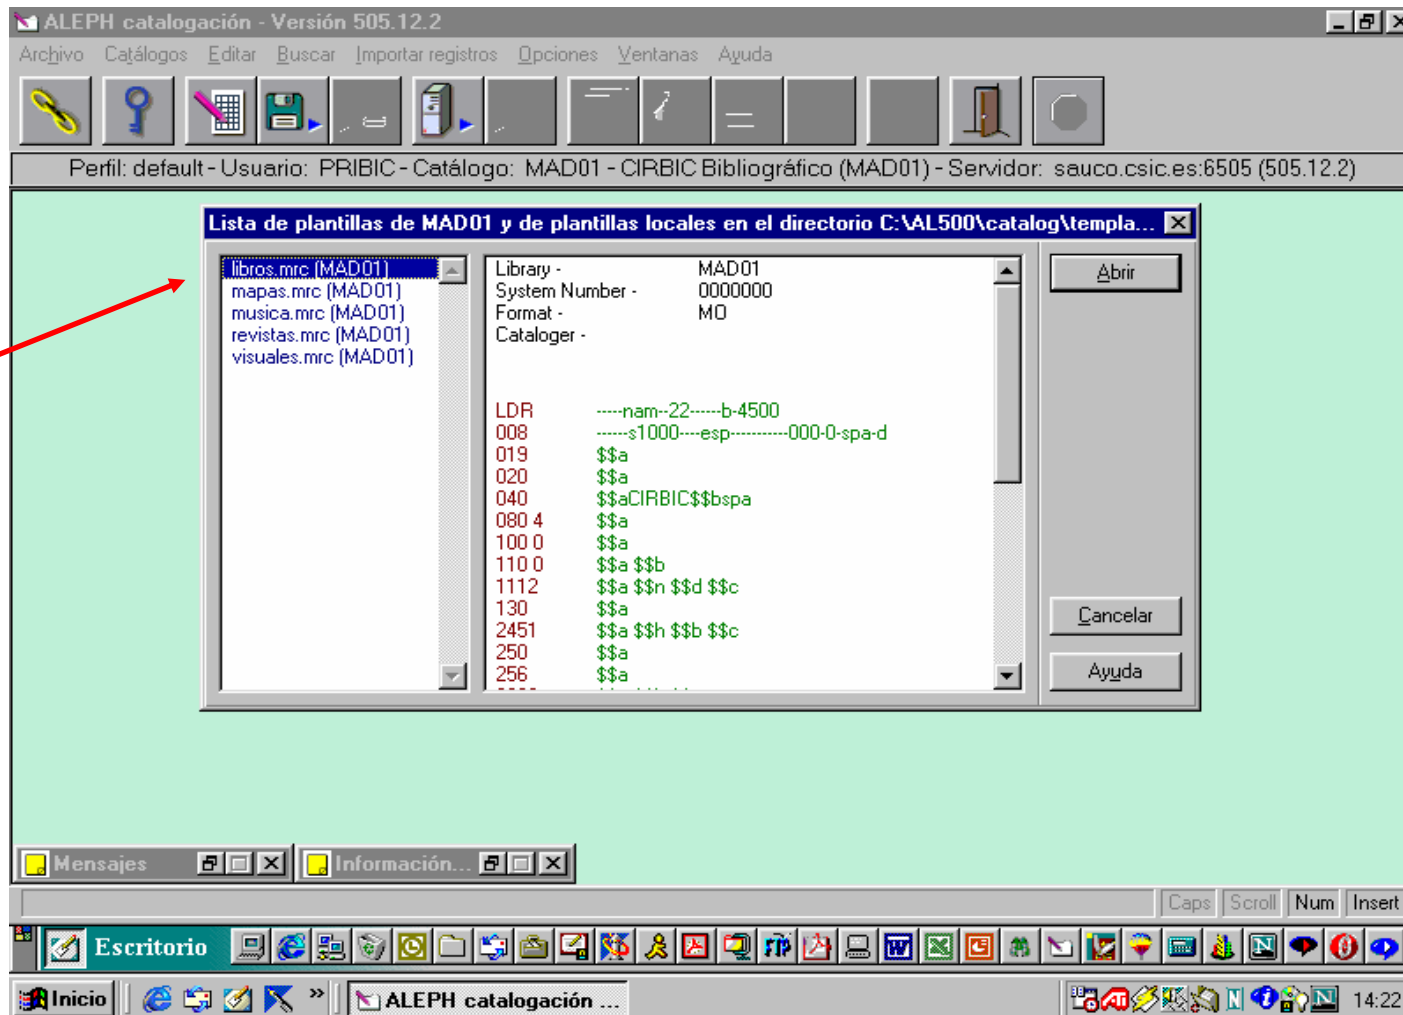 ALEPH catalogación - Versión 505.12.2
Archivo Catálogos Editar Buscar Importar registros Opciones Ventanas Ayuda
Perfil: default - Usuario: PRIBIC - Catálogo: MAD01 - CIRBIC Bibliográfico (MAD01) - Servidor: sauco.csic.es:6505 (505.12.2)
Lista de plantillas de MAD01 y de plantillas locales en el directorio C:\AL500\catalog\templa...
libros.mrc (MAD01)
mapas.mrc (MAD01)
musica.mrc (MAD01)
revistas.mrc (MAD01)
visuales.mrc (MAD01)
Library - MAD01
System Number - 0000000
Format - MO
Cataloger -
LDR -----nam--22------b-4500
008 ------s1000----esp-----------000-0-spa-d
019 $$a
020 $$a
040 $$aCIRBIC$$bspa
080 4 $$a
100 0 $$a
110 0 $$a $$b
1112 $$a $$n $$d $$c
130 $$a
2451 $$a $$h $$b $$c
250 $$a
256 $$a
Abrir
Cancelar
Ayuda
Mensajes
Información...
Caps Scroll Num Insert
Escritorio
Inicio
»
ALEPH catalogación ...
14:22